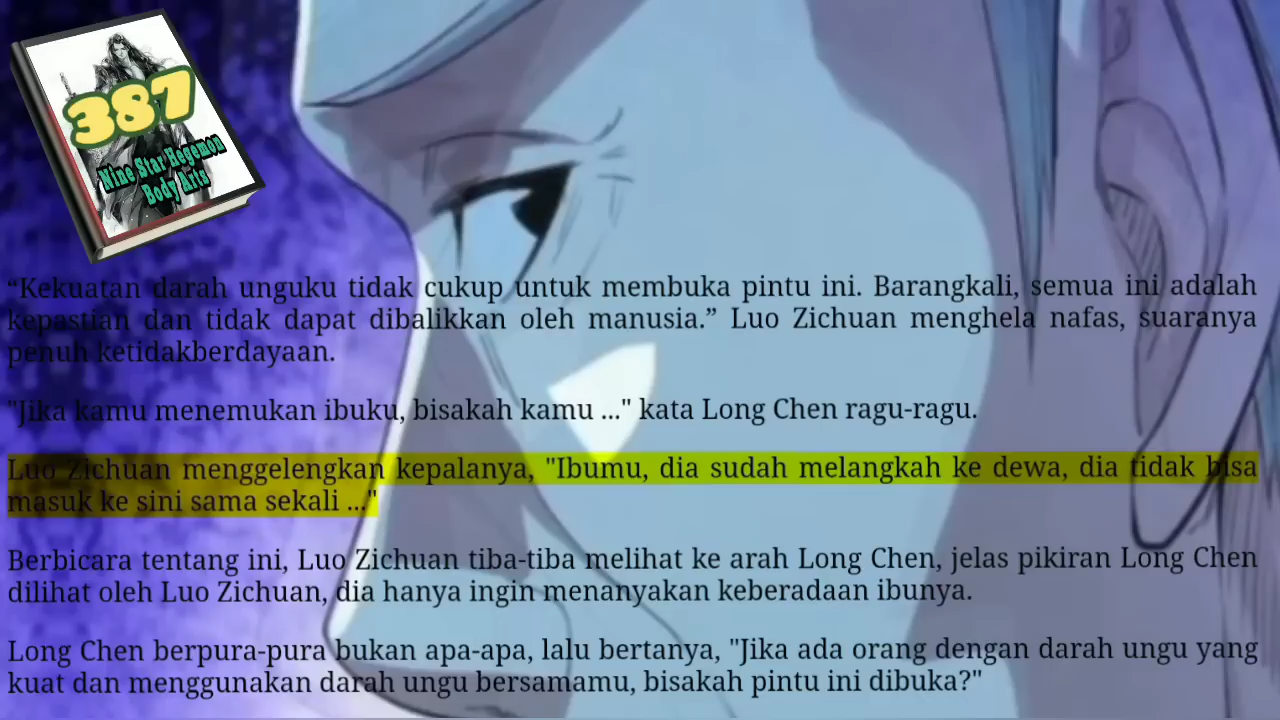 387
Nine Star Hegemon
Body Arts
“Kekuatan darah unguku tidak cukup untuk membuka pintu ini. Barangkali, semua ini adalah
kepastian dan tidak dapat dibalikkan oleh manusia.” Luo Zichuan menghela nafas, suaranya
penuh ketidakberdayaan.
"Jika kamu menemukan ibuku, bisakah kamu ..." kata Long Chen ragu-ragu.
Luo Zichuan menggelengkan kepalanya, "Ibumu, dia sudah melangkah ke dewa, dia tidak bisa
masuk ke sini sama sekali ..."
Berbicara tentang ini, Luo Zichuan tiba-tiba melihat ke arah Long Chen, jelas pikiran Long Chen
dilihat oleh Luo Zichuan, dia hanya ingin menanyakan keberadaan ibunya.
Long Chen berpura-pura bukan apa-apa, lalu bertanya, "Jika ada orang dengan darah ungu yang
kuat dan menggunakan darah ungu bersamamu, bisakah pintu ini dibuka?"